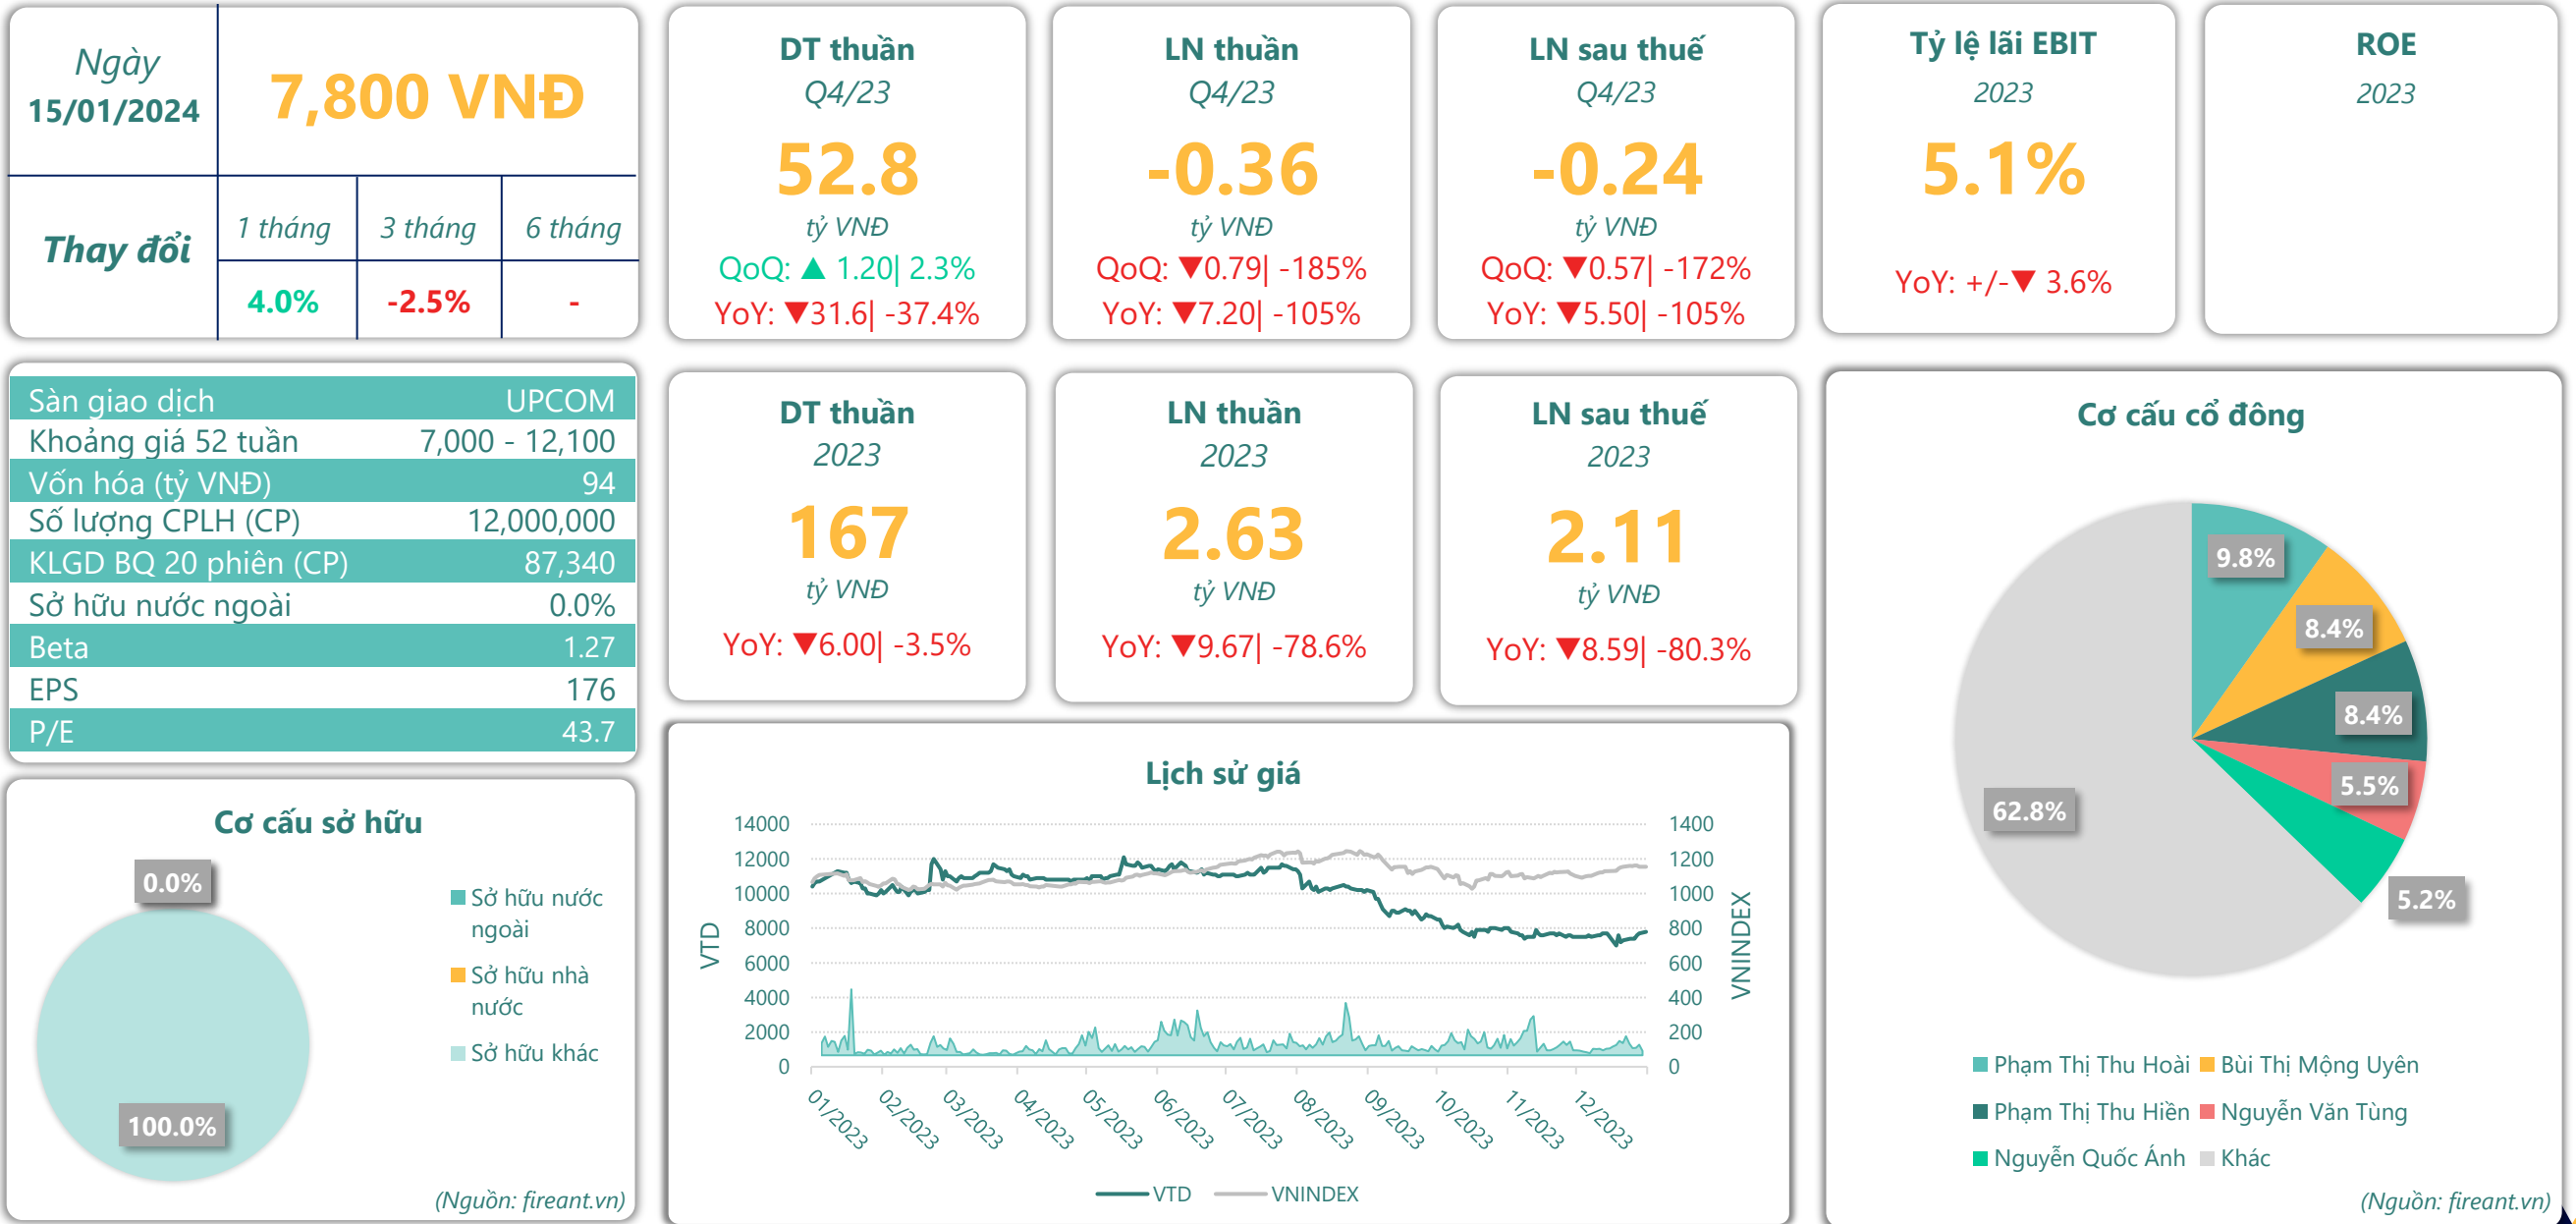 Ngày
15/01/2024
7,800 VNĐ
Thay đổi
1 tháng
3 tháng
6 tháng
4.0%
-2.5%
-
DT thuần
Q4/23
52.8
tỷ VNĐ
QoQ: ▲ 1.20| 2.3%
YoY: ▼31.6| -37.4%
LN thuần
Q4/23
-0.36
tỷ VNĐ
QoQ: ▼0.79| -185%
YoY: ▼7.20| -105%
LN sau thuế
Q4/23
-0.24
tỷ VNĐ
QoQ: ▼0.57| -172%
YoY: ▼5.50| -105%
Tỷ lệ lãi EBIT
2023
5.1%
YoY: +/-▼ 3.6%
ROE
2023
Sàn giao dịch UPCOM
Khoảng giá 52 tuần 7,000 - 12,100
Vốn hóa (tỷ VNĐ) 94
Số lượng CPLH (CP) 12,000,000
KLGD BQ 20 phiên (CP) 87,340
Sở hữu nước ngoài 0.0%
Beta 1.27
EPS 176
P/E 43.7
DT thuần
2023
167
tỷ VNĐ
YoY: ▼6.00| -3.5%
LN thuần
2023
2.63
tỷ VNĐ
YoY: ▼9.67| -78.6%
LN sau thuế
2023
2.11
tỷ VNĐ
YoY: ▼8.59| -80.3%
Cơ cấu sở hữu
0.0%
100.0%
Sở hữu nước
ngoài
Sở hữu nhà
nước
Sở hữu khác
(Nguồn: fireant.vn)
Lịch sử giá
VTD
14000
12000
10000
8000
6000
4000
2000
0
1400
1200
1000
800
600
400
200
0
VNINDEX
01/2023
02/2023
03/2023
04/2023
05/2023
06/2023
07/2023
08/2023
09/2023
10/2023
11/2023
12/2023
VTD
VNINDEX
Cơ cấu cổ đông
9.8%
8.4%
8.4%
5.5%
5.2%
62.8%
Phạm Thị Thu Hoài
Bùi Thị Mộng Uyên
Phạm Thị Thu Hiền
Nguyễn Văn Tùng
Nguyễn Quốc Ánh
Khác
(Nguồn: fireant.vn)